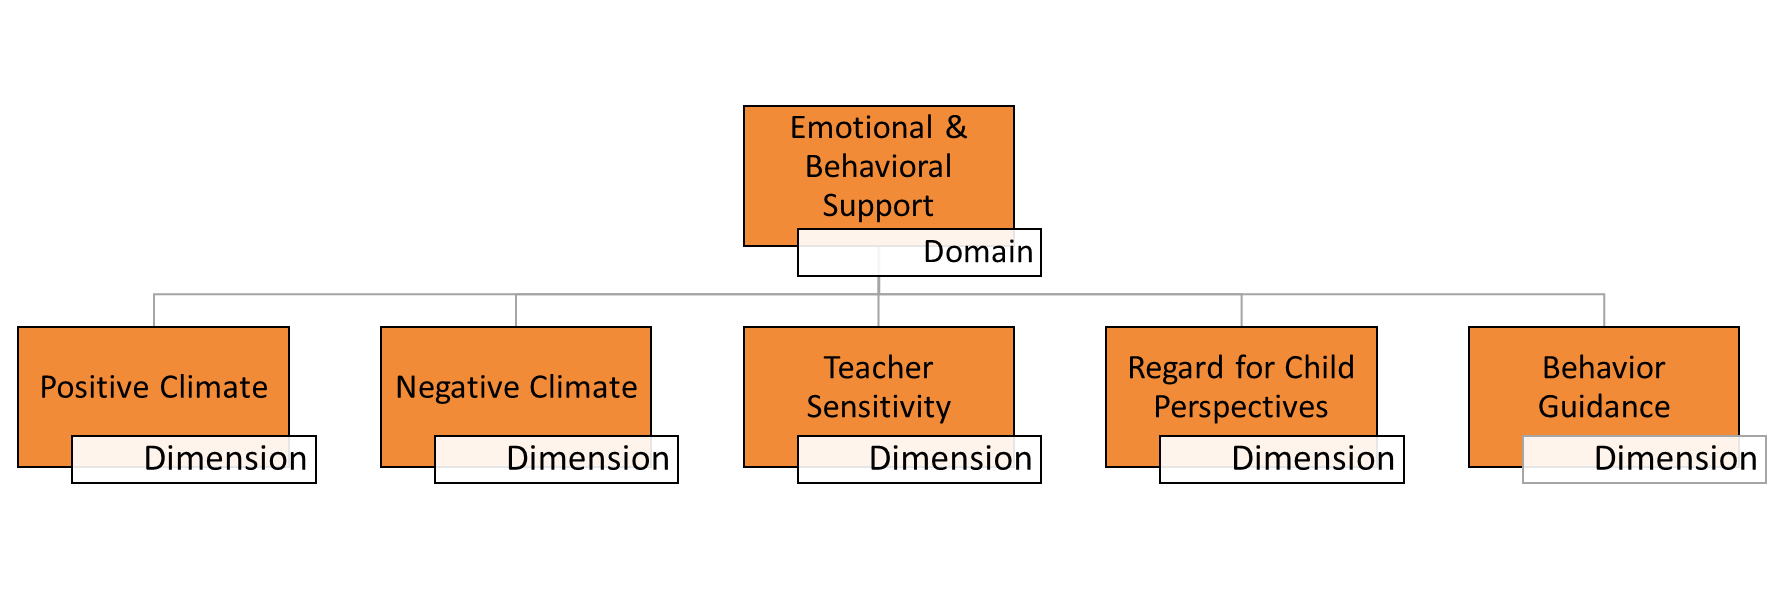 Emotional &
Behavioral
Support
Domain
Positive Climate
Dimension
Negative Climate
Dimension
Teacher
Sensitivity
Dimension
Regard for Child
Perspectives
Dimension
Behavior
Guidance
Dimension